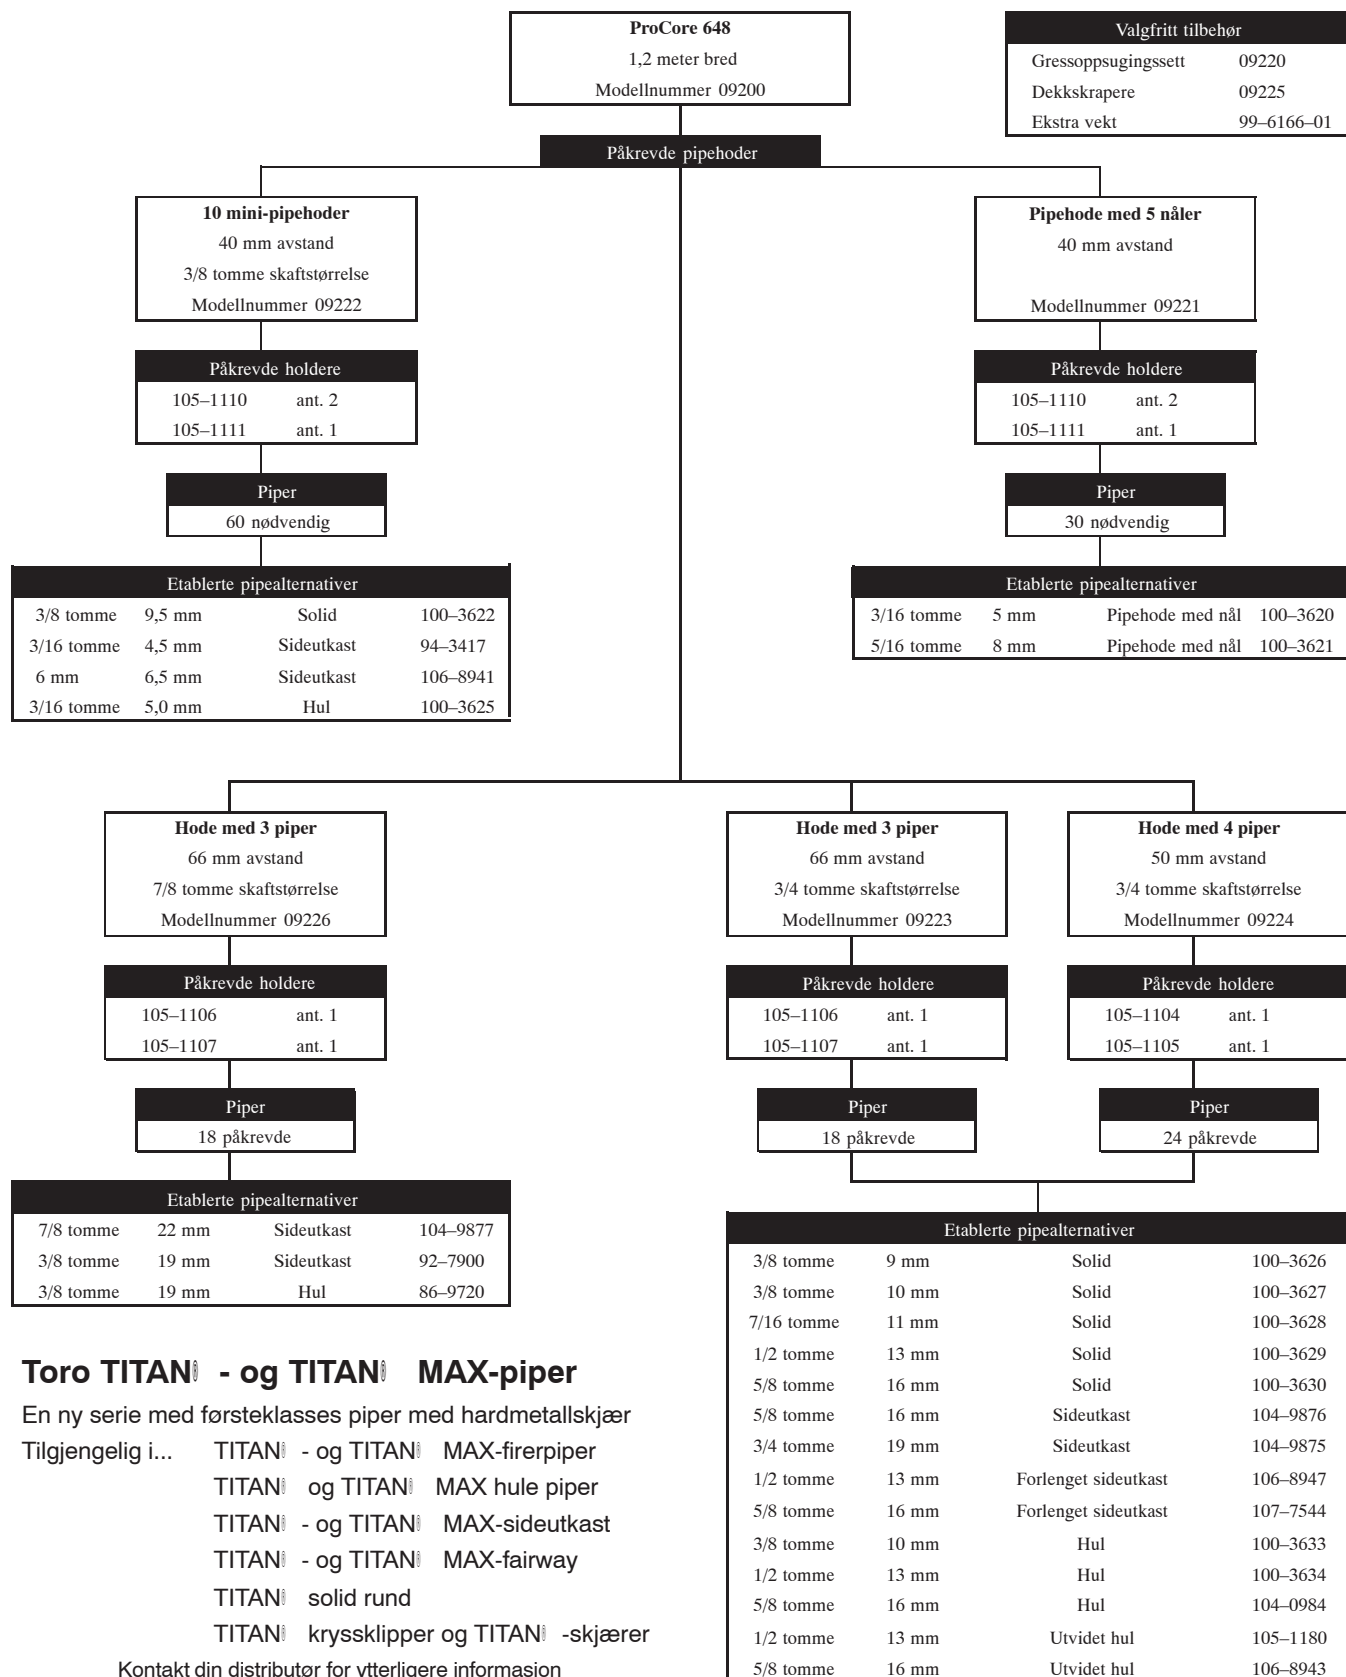 ProCore 648
1,2 meter bred
Modellnummer 09200
Valgfritt tilbehør
Gressoppsugingssett 09220
Dekkskrapere 09225
Ekstra vekt 99–6166–01
Påkrevde pipehoder
10 mini-pipehoder
40 mm avstand
3/8 tomme skaftstørrelse
Modellnummer 09222
Påkrevde holdere
105–1110 ant. 2
105–1111 ant. 1
Piper
60 nødvendig
Etablerte pipealternativer
3/8 tomme 9,5 mm Solid 100–3622
3/16 tomme 4,5 mm Sideutkast 94–3417
6 mm 6,5 mm Sideutkast 106–8941
3/16 tomme 5,0 mm Hul 100–3625
Pipehode med 5 nåler
40 mm avstand
Modellnummer 09221
Påkrevde holdere
105–1110 ant. 2
105–1111 ant. 1
Piper
30 nødvendig
Etablerte pipealternativer
3/16 tomme 5 mm Pipehode med nål 100–3620
5/16 tomme 8 mm Pipehode med nål 100–3621
Hode med 3 piper
66 mm avstand
7/8 tomme skaftstørrelse
Modellnummer 09226
Påkrevde holdere
105–1106 ant. 1
105–1107 ant. 1
Piper
18 påkrevde
Etablerte pipealternativer
7/8 tomme 22 mm Sideutkast 104–9877
3/8 tomme 19 mm Sideutkast 92–7900
3/8 tomme 19 mm Hul 86–9720
Hode med 3 piper
66 mm avstand
3/4 tomme skaftstørrelse
Modellnummer 09223
Påkrevde holdere
105–1106 ant. 1
105–1107 ant. 1
Piper
18 påkrevde
Hode med 4 piper
50 mm avstand
3/4 tomme skaftstørrelse
Modellnummer 09224
Påkrevde holdere
105–1104 ant. 1
105–1105 ant. 1
Piper
24 påkrevde
Etablerte pipealternativer
3/8 tomme 9 mm Solid 100–3626
3/8 tomme 10 mm Solid 100–3627
7/16 tomme 11 mm Solid 100–3628
1/2 tomme 13 mm Solid 100–3629
5/8 tomme 16 mm Solid 100–3630
5/8 tomme 16 mm Sideutkast 104–9876
3/4 tomme 19 mm Sideutkast 104–9875
1/2 tomme 13 mm Forlenget sideutkast 106–8947
5/8 tomme 16 mm Forlenget sideutkast 107–7544
3/8 tomme 10 mm Hul 100–3633
1/2 tomme 13 mm Hul 100–3634
5/8 tomme 16 mm Hul 104–0984
1/2 tomme 13 mm Utvidet hul 105–1180
5/8 tomme 16 mm Utvidet hul 106–8943
Toro TITAN - og TITAN MAX-piper
En ny serie med førsteklasses piper med hardmetallskjær
Tilgjengelig i... TITAN - og TITAN MAX-firerpiper
TITAN og TITAN MAX hule piper
TITAN - og TITAN MAX-sideutkast
TITAN - og TITAN MAX-fairway
TITAN solid rund
TITAN kryssklipper og TITAN -skjærer
Kontakt din distributør for ytterligere informasjon